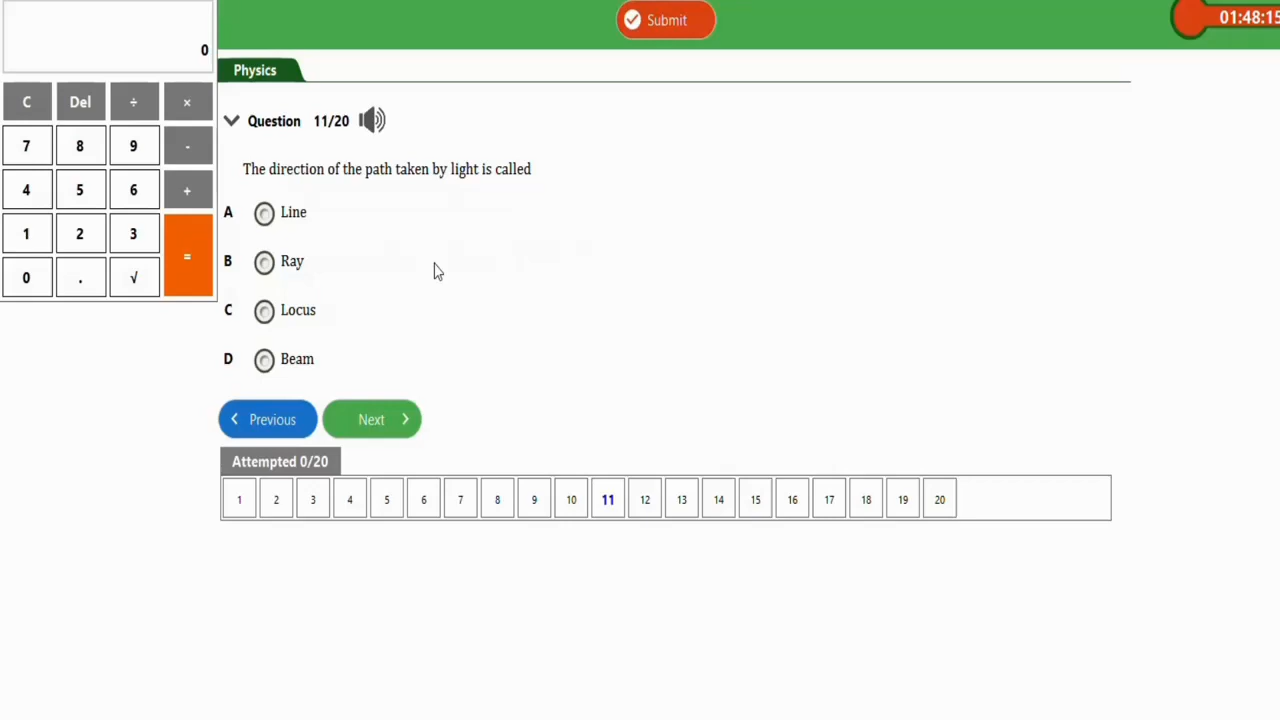 Submit
01:48:15
0
Physics
C Del ÷ ×
7 8 9 -
4 5 6 +
1 2 3 =
0 . √
Question 11/20
The direction of the path taken by light is called
A Line
B Ray
C Locus
D Beam
Previous Next
Attempted 0/20
1 2 3 4 5 6 7 8 9 10 11 12 13 14 15 16 17 18 19 20